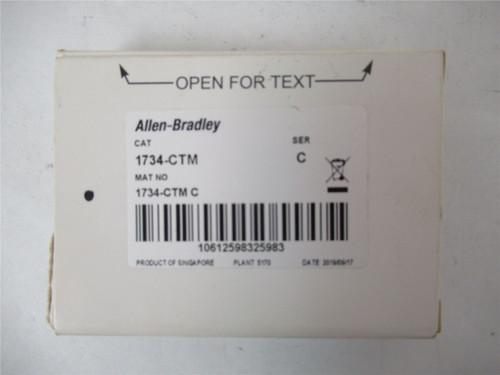 OPEN FOR TEXT
Allen-Bradley
CAT SER
1734-CTM C
MAT NO
1734-CTM C
10612598325983
PRODUCT OF SINGAPORE PLANT 5170 DATE 2019/09/17